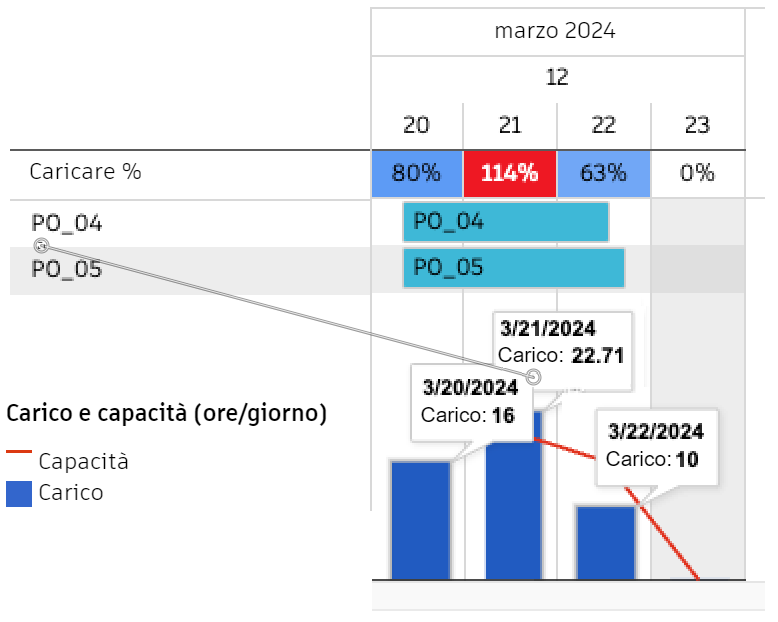 marzo 2024
12
20 21 22 23
Caricare % 80% 114% 63% 0%
PO_04 PO_04
PO_05 PO_05
3/21/2024
Carico: 22.71
3/20/2024
Carico: 16
3/22/2024
Carico: 10
Carico e capacità (ore/giorno)
Capacità
Carico